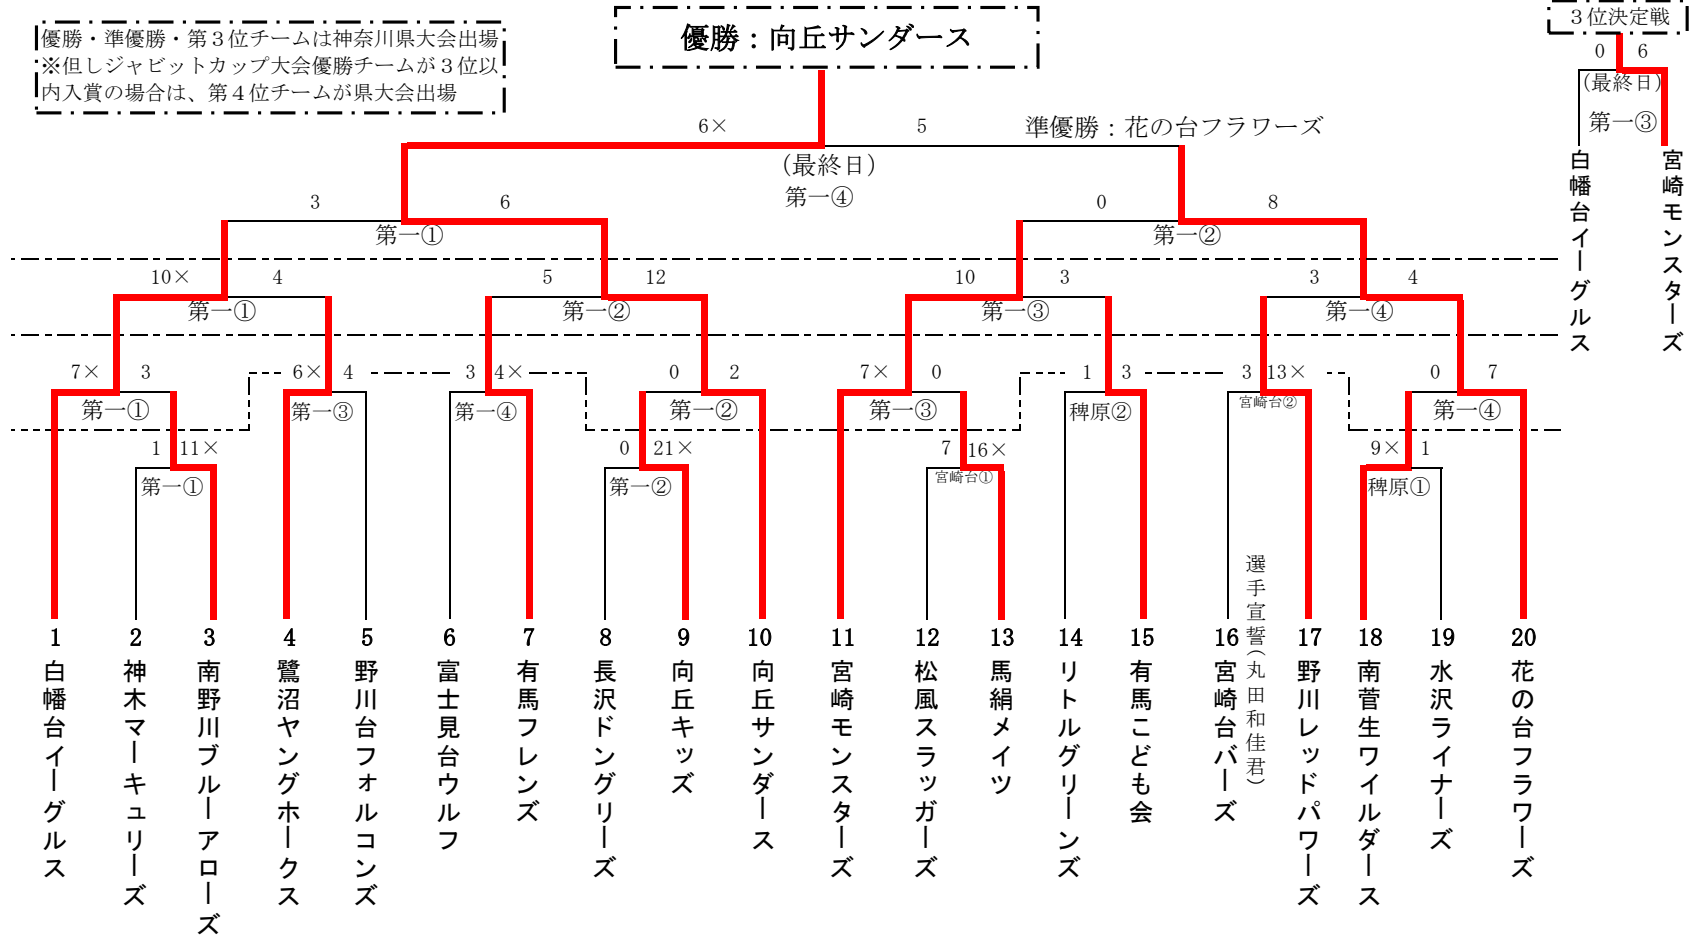 優勝・準優勝・第３位チームは神奈川県大会出場
※但しジャビットカップ大会優勝チームが３位以
内入賞の場合は、第４位チームが県大会出場
優勝：向丘サンダース
３位決定戦
0 6
(最終日)
第一③
白幡台イーグルス
宮崎モンスターズ
6× 5
準優勝：花の台フラワーズ
(最終日)
第一④
3 6 0 8
第一① 第一②
10× 4 5 12 10 3 3 4
第一① 第一② 第一③ 第一④
7× 3 6× 4 3 4× 0 2 7× 0 1 3 3 13× 0 7
第一① 第一③ 第一④ 第一② 第一③ 稗原② 宮崎台② 第一④
1 11× 0 21× 7 16× 9× 1
第一① 第一② 宮崎台① 稗原①
1 白幡台イーグルス
2 神木マーキュリーズ
3 南野川ブルーアローズ
4 鷺沼ヤングホークス
5 野川台フォルコンズ
6 富士見台ウルフ
7 有馬フレンズ
8 長沢ドングリーズ
9 向丘キッズ
10 向丘サンダース
11 宮崎モンスターズ
12 松風スラッガーズ
13 馬絹メイツ
14 リトルグリーンズ
15 有馬こども会
16 宮崎台バーズ
選手宣誓(丸田和佳君)
17 野川レッドパワーズ
18 南菅生ワイルダース
19 水沢ライナーズ
20 花の台フラワーズ